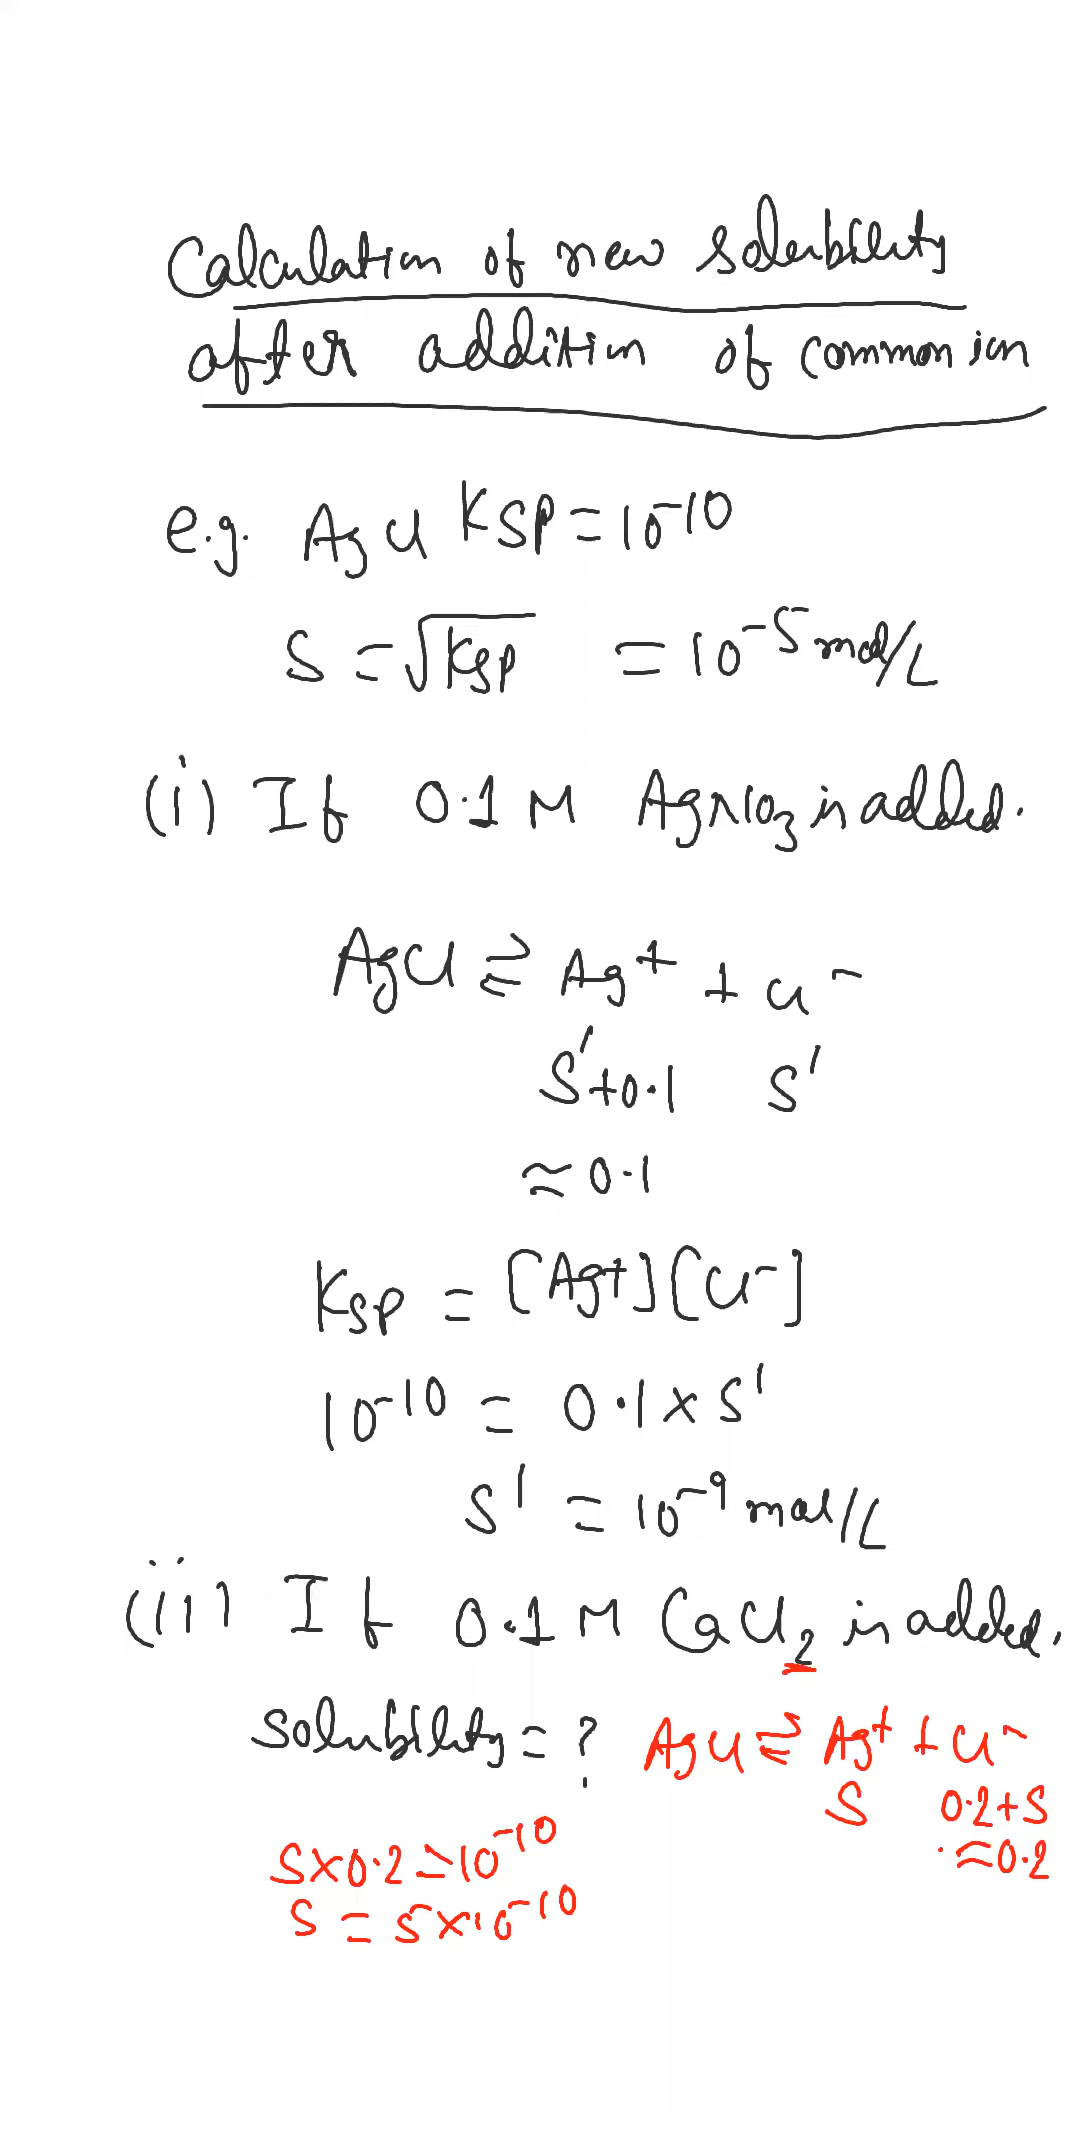 Calculation of new solubility
after addition of common ion
e.g. AgCl Ksp = 10⁻¹⁰
S = √Ksp = 10⁻⁵ mol/L
(i) If 0.1 M AgNO₃ is added.
AgCl ⇌ Ag⁺ + Cl⁻
S'+0.1 S'
≈ 0.1
Ksp = [Ag+] [Cl⁻]
10⁻¹⁰ = 0.1 × S'
S' = 10⁻⁹ mol/L
(ii) If 0.1 M CaCl₂ is added.
Solubility = ? AgCl ⇌ Ag⁺ + Cl⁻
S 0.2+S
≈0.2
S×0.2 = 10⁻¹⁰
S = 5×10⁻¹⁰